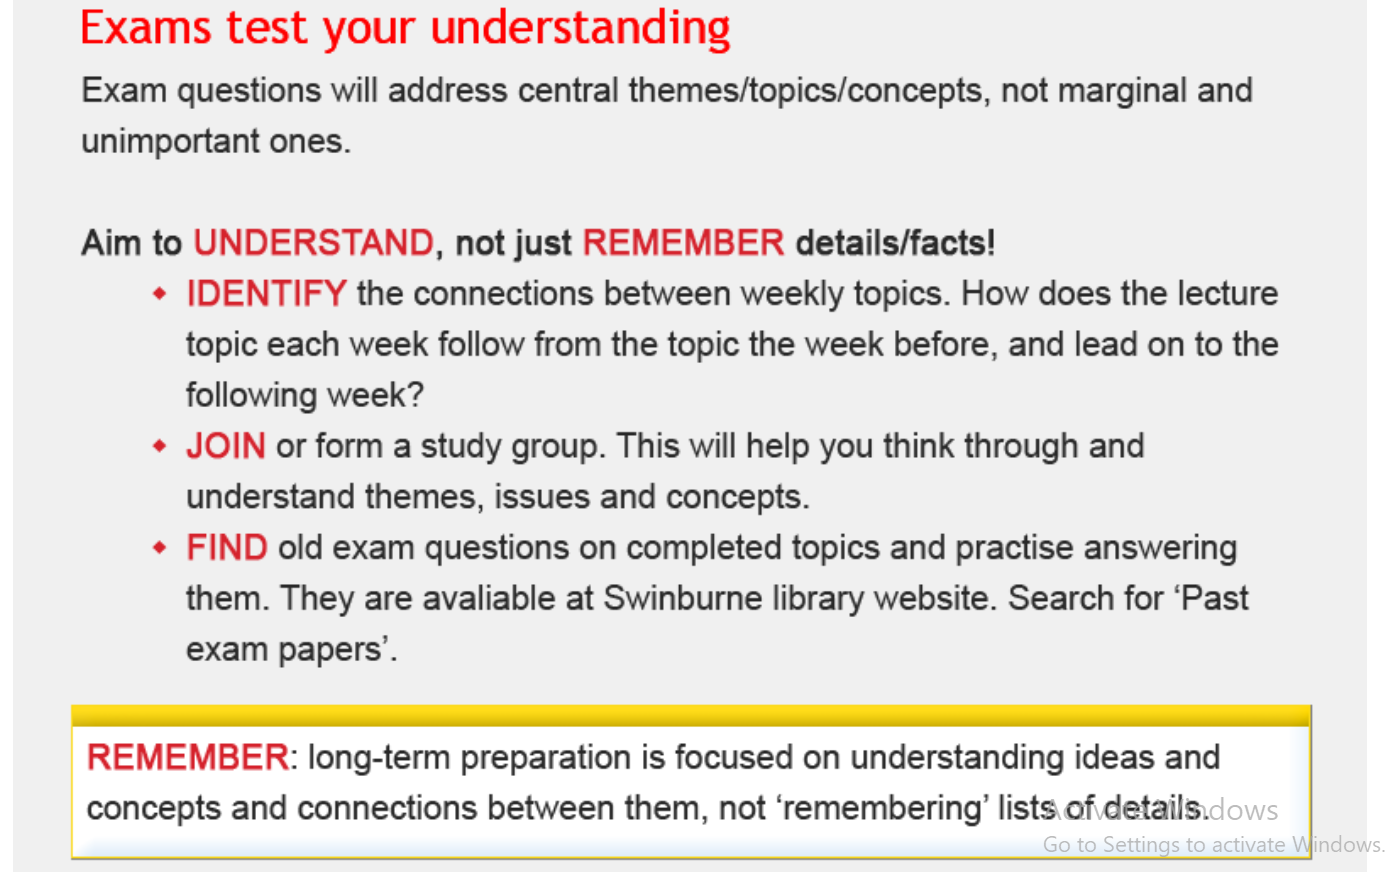 Exams test your understanding
Exam questions will address central themes/topics/concepts, not marginal and
unimportant ones.
Aim to UNDERSTAND, not just REMEMBER details/facts!
IDENTIFY the connections between weekly topics. How does the lecture
topic each week follow from the topic the week before, and lead on to the
following week?
JOIN or form a study group. This will help you think through and
understand themes, issues and concepts.
FIND old exam questions on completed topics and practise answering
them. They are avaliable at Swinburne library website. Search for ‘Past
exam papers’.
REMEMBER: long-term preparation is focused on understanding ideas and
concepts and connections between them, not ‘remembering’ lists of details.
Activate Windows
Go to Settings to activate Windows.